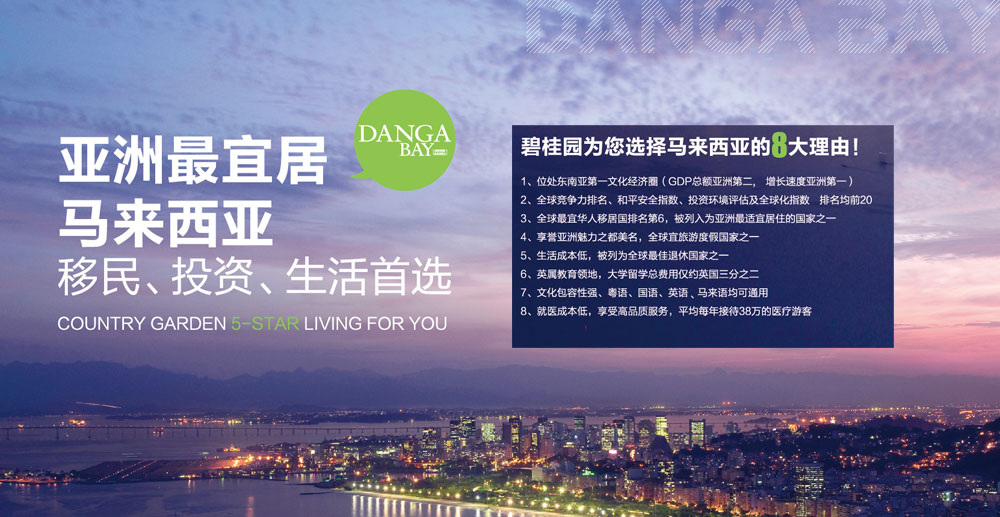 DANGA BAY
亚洲最宜居
马来西亚
移民、投资、生活首选
COUNTRY GARDEN 5-STAR LIVING FOR YOU
DANGA
BAY
碧桂园为您选择马来西亚的8大理由！
1、位处东南亚第一文化经济圈（GDP总额亚洲第二， 增长速度亚洲第一）
2、全球竞争力排名、和平安全指数、投资环境评估及全球化指数 排名均前20
3、全球最宜华人移居国排名第6，被列入为亚洲最适宜居住的国家之一
4、享誉亚洲魅力之都美名，全球宜旅游度假国家之一
5、生活成本低，被列为全球最佳退休国家之一
6、英属教育领地，大学留学总费用仅约英国三分之二
7、文化包容性强、粤语、国语、英语、马来语均可通用
8、就医成本低，享受高品质服务，平均每年接待38万的医疗游客